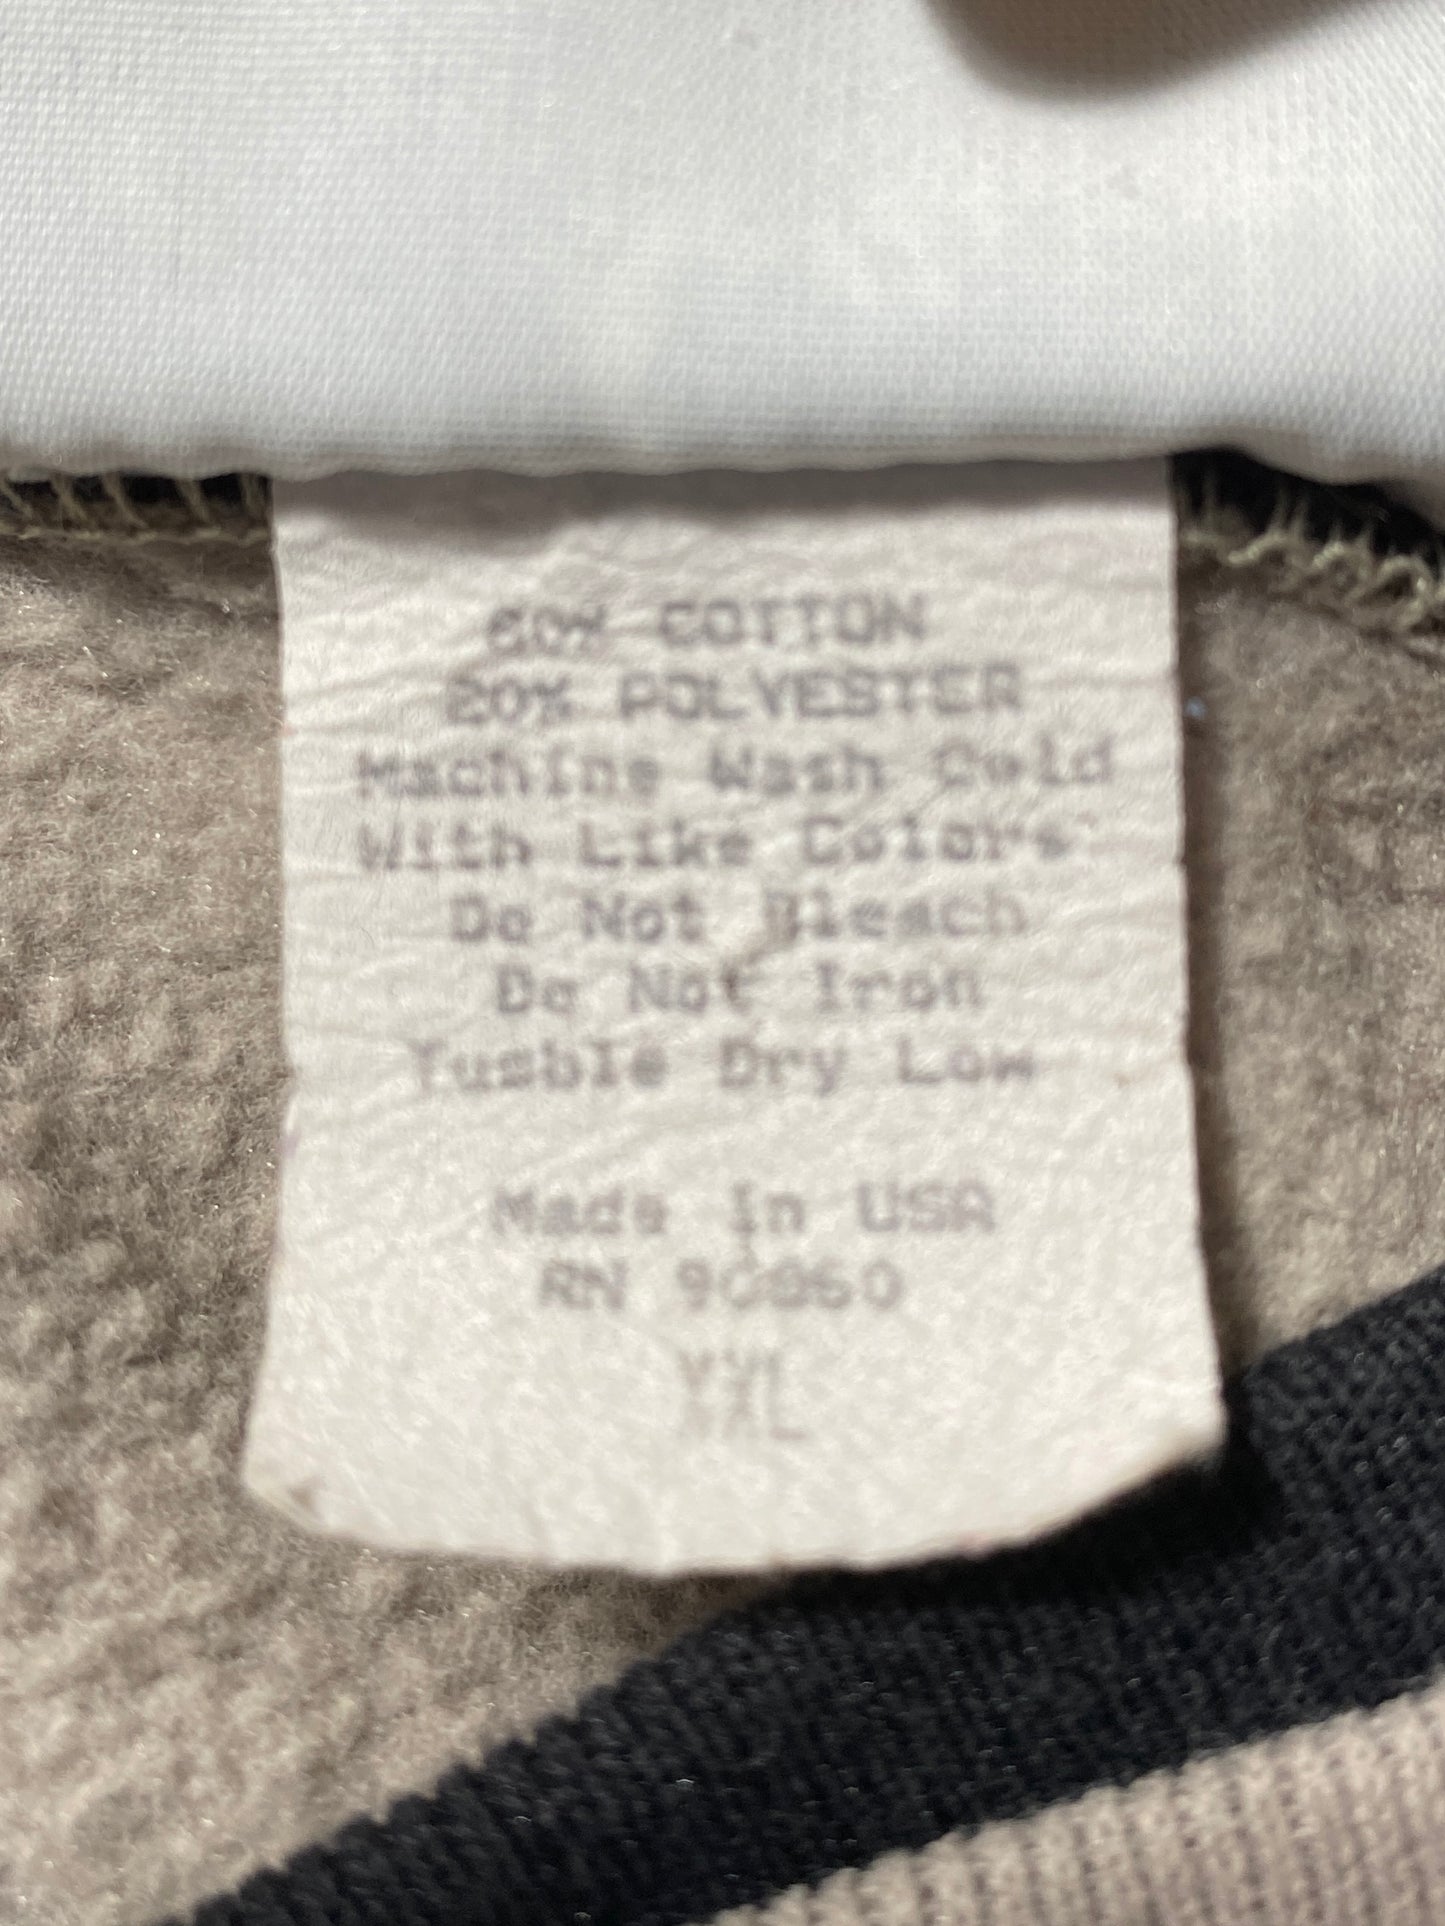 80% COTTON
20% POLYESTER
Machine Wash Cold
With Like Colors
Do Not Bleach
Do Not Iron
Tumble Dry Low
Made In USA
RN
XXL